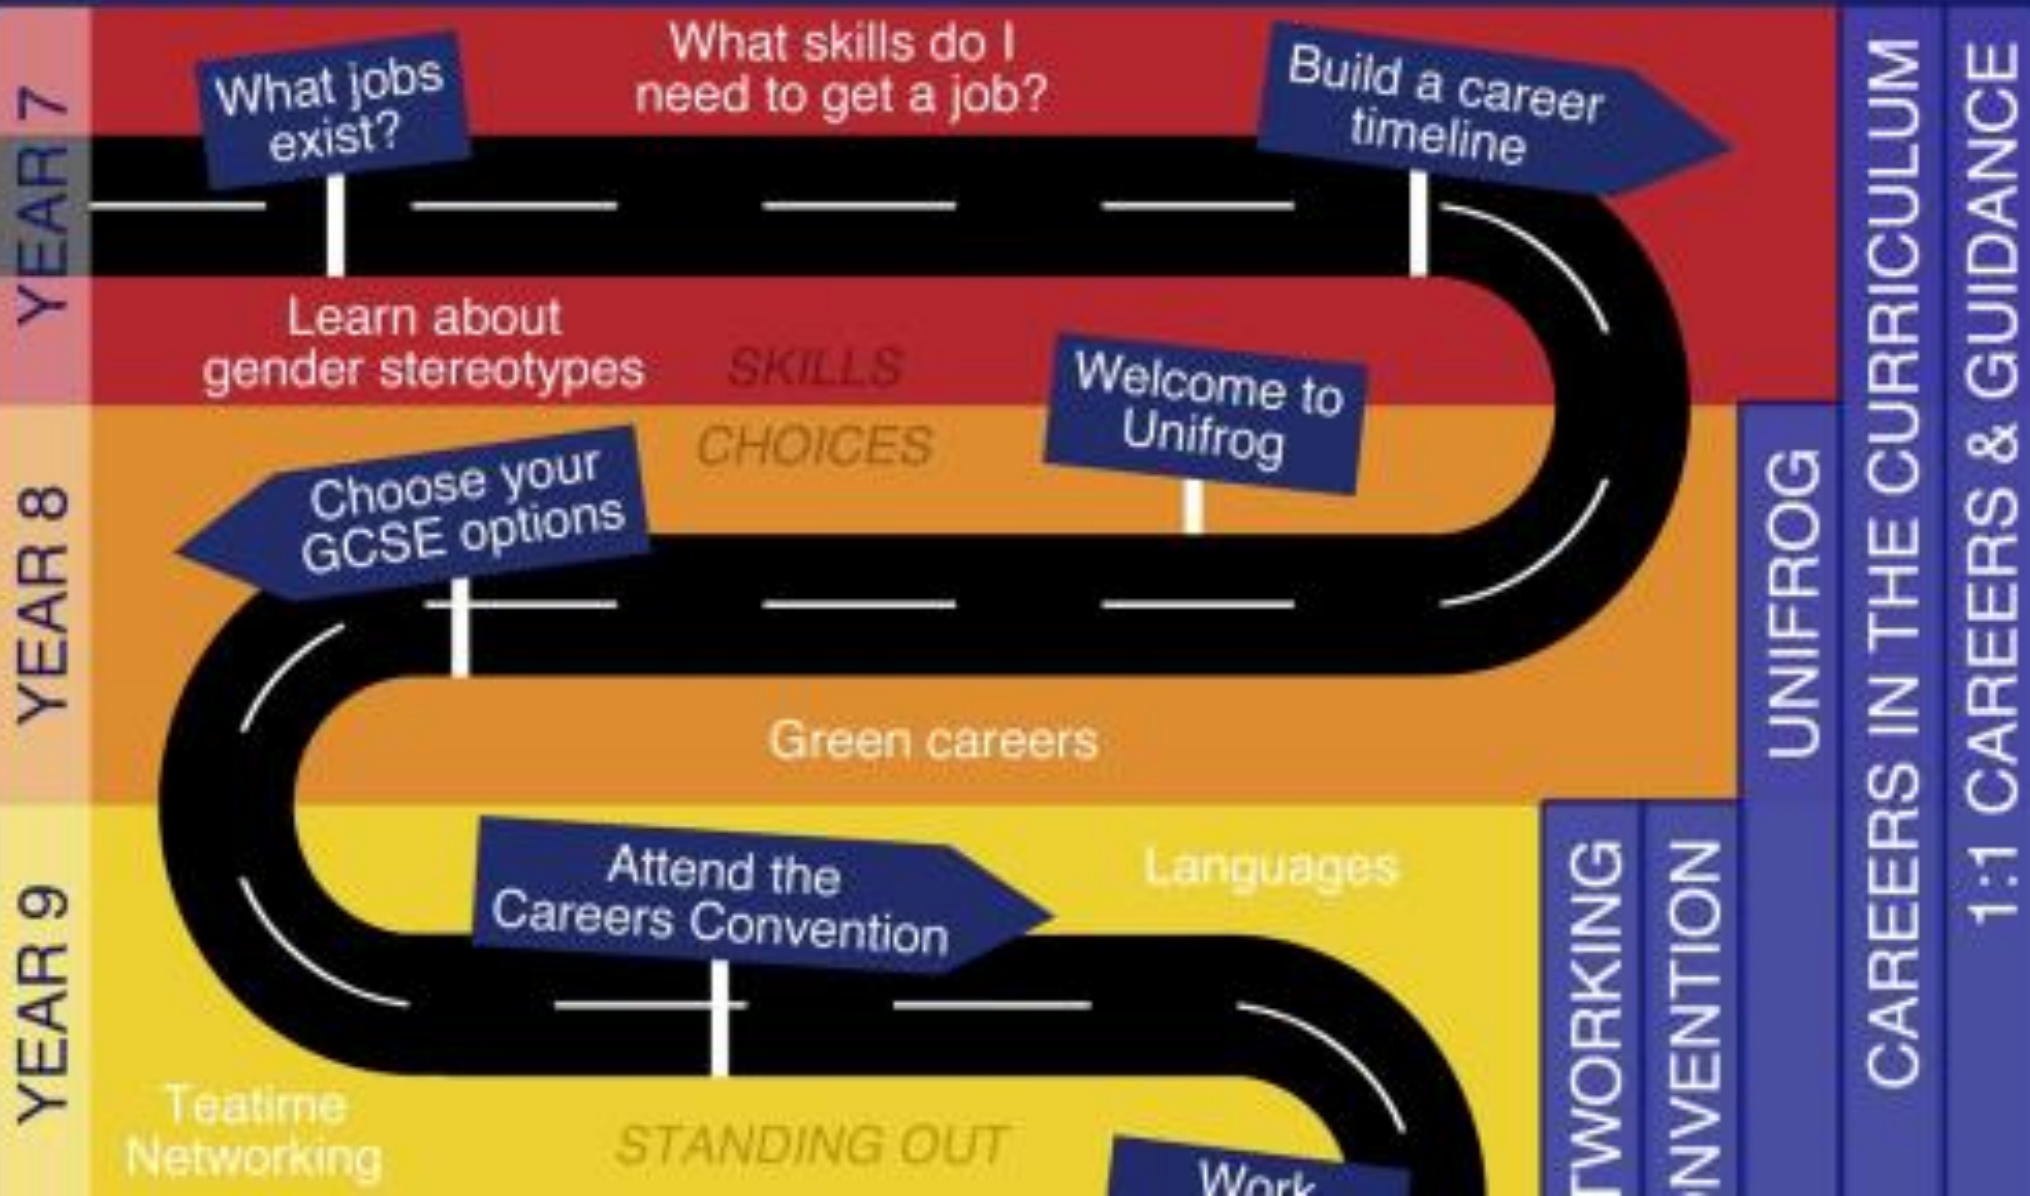 YEAR 7
What jobs
exist?
What skills do I
need to get a job?
Build a career
timeline
Learn about
gender stereotypes
SKILLS
YEAR 8
CHOICES
Welcome to
Unifrog
Choose your
GCSE options
Green careers
YEAR 9
Attend the
Careers Convention
Languages
Teatime
Networking
STANDING OUT
Work
TWORKING
ONVENTION
UNIFROG
CAREERS IN THE CURRICULUM
1:1 CAREERS & GUIDANCE